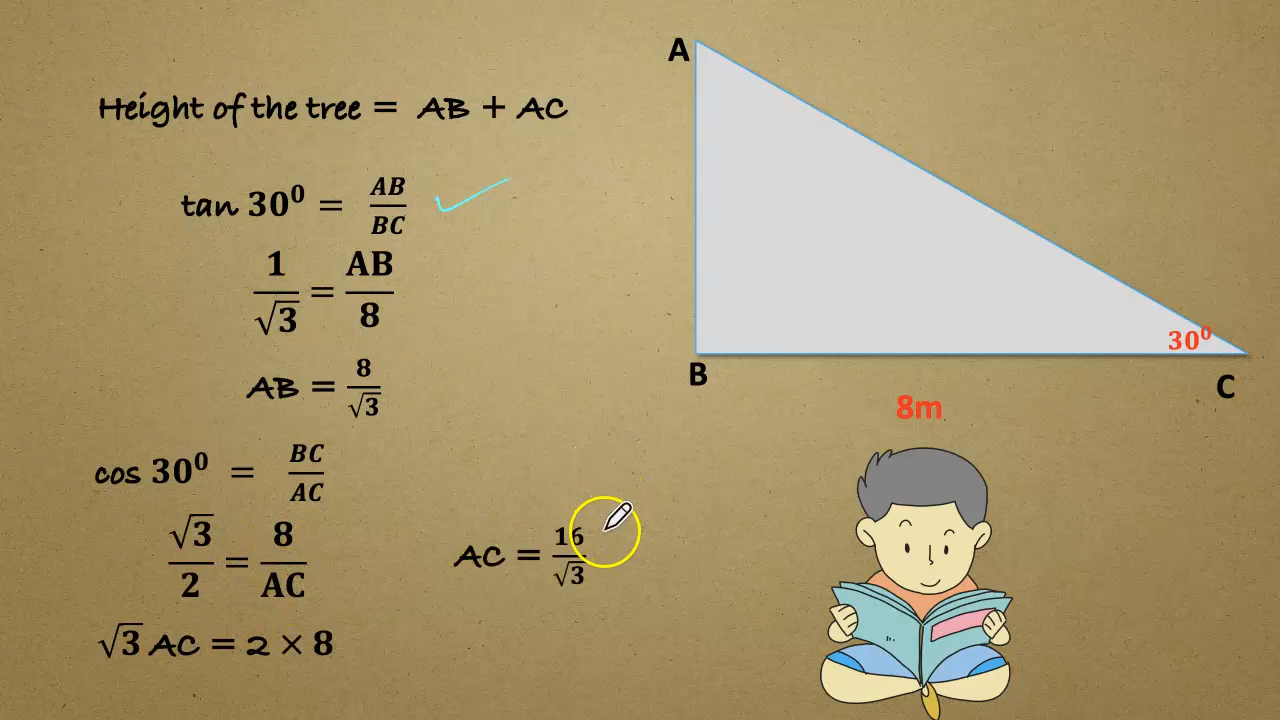 Height of the tree = AB + AC
tan 30⁰ = AB/BC
1/√3 = AB/8
AB = 8/√3
cos 30⁰ = BC/AC
√3/2 = 8/AC
√3 AC = 2 × 8
AC = 16/√3
A
30⁰
B
C
8m